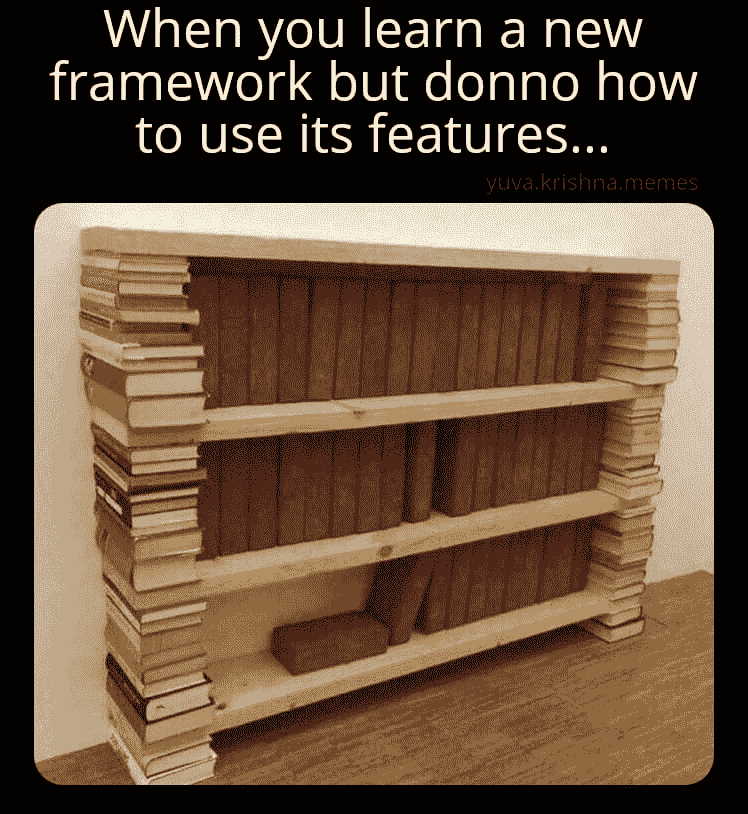 When you learn a new
framework but donno how
to use its features...
yuva.krishna.memes